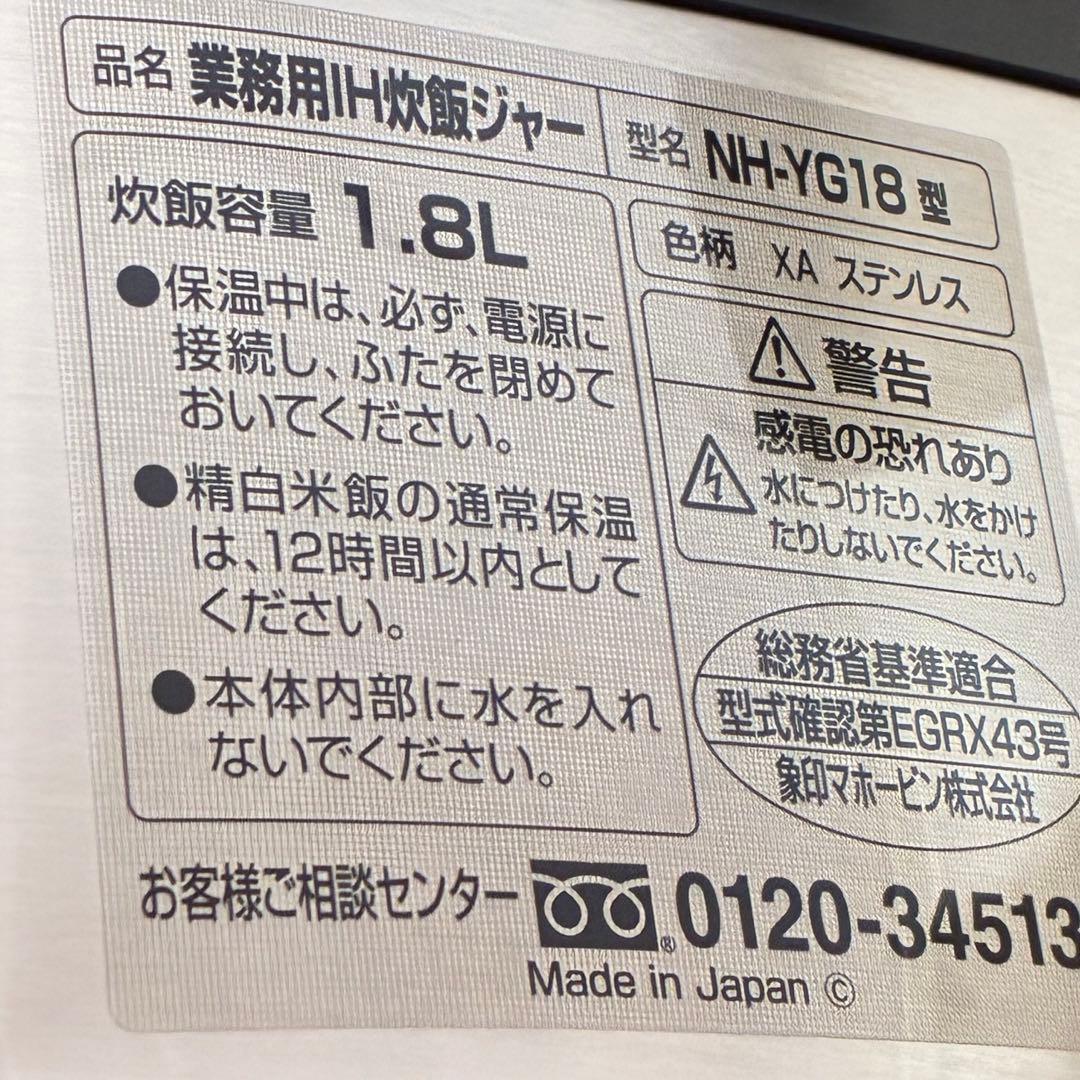 品名 業務用IH炊飯ジャー
型名 NH-YG18型
炊飯容量 1.8L
●保温中は、必ず、電源に
接続し、ふたを閉めて
おいてください。
●精白米飯の通常保温
は、12時間以内として
ください。
●本体内部に水を入れ
ないでください。
色柄 XA ステンレス
警告
感電の恐れあり
水につけたり、水をかけ
たりしないでください。
総務省基準適合
型式確認第EGRX43号
象印マホービン株式会社
お客様ご相談センター 0120-34513
Made in Japan ©